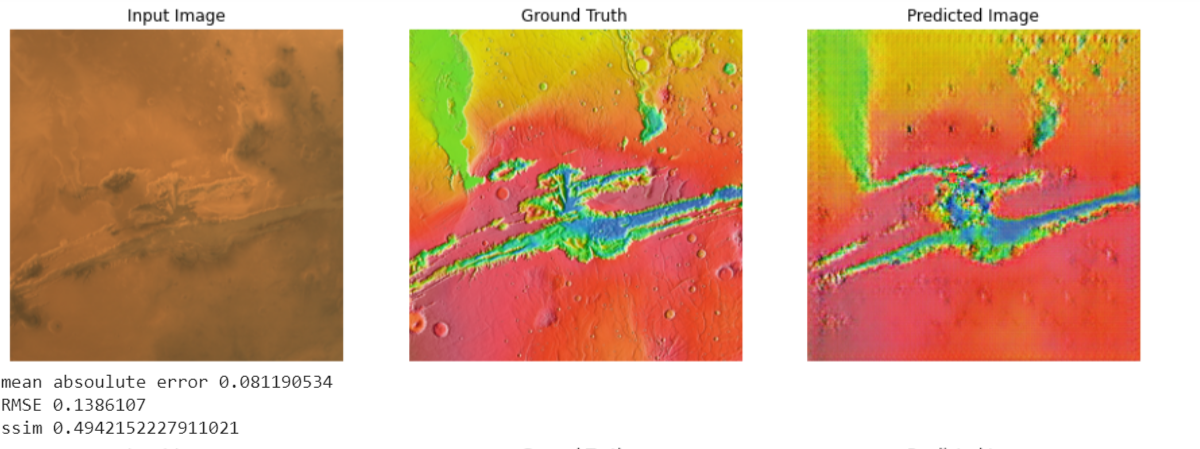 Input Image Ground Truth Predicted Image
mean absoulute error 0.081190534
RMSE 0.1386107
ssim 0.4942152227911021